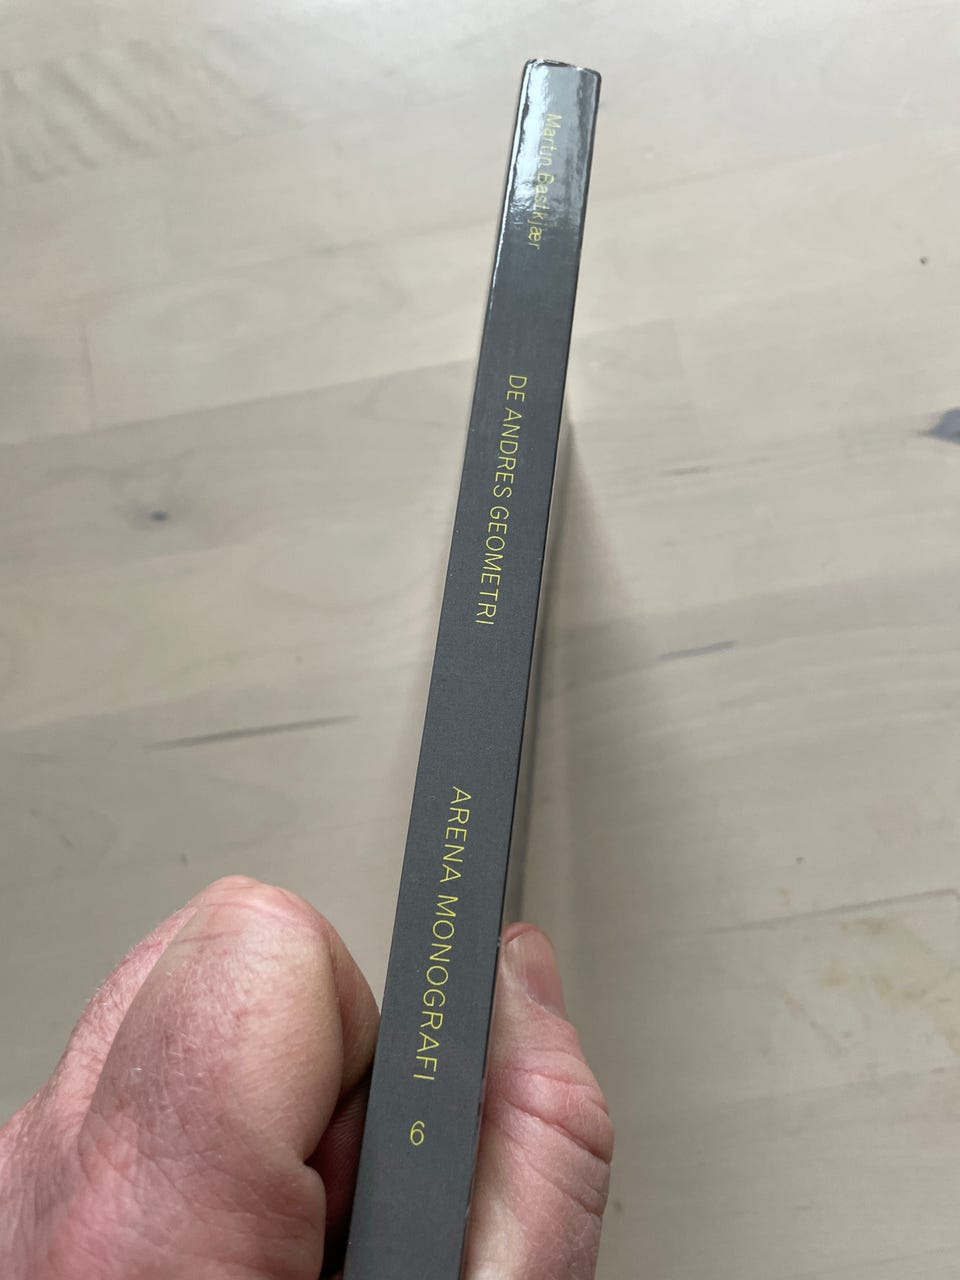 Martin Bastkjær
DE ANDRES GEOMETRI
ARENA MONOGRAFI 6